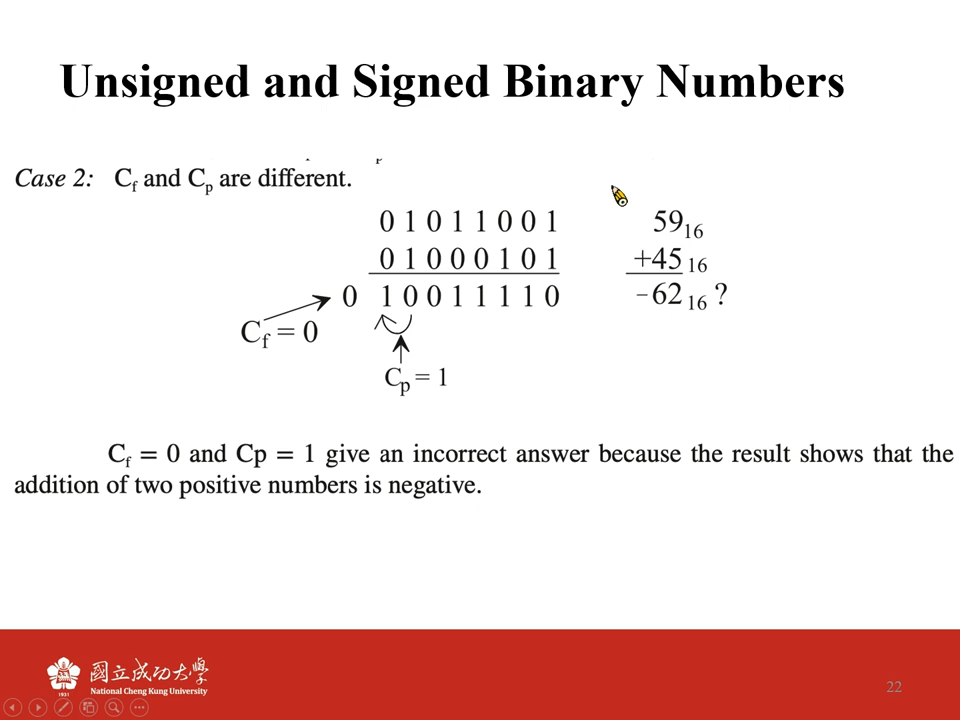 Unsigned and Signed Binary Numbers
Case 2: Cf and Cp are different.
0 1 0 1 1 0 0 1 59₁₆
0 1 0 0 0 1 0 1 +45₁₆
0 1 0 0 1 1 1 1 0 -62₁₆ ?
Cf = 0
Cp = 1
Cf = 0 and Cp = 1 give an incorrect answer because the result shows that the
addition of two positive numbers is negative.
國立成功大學
National Cheng Kung University
1931
22